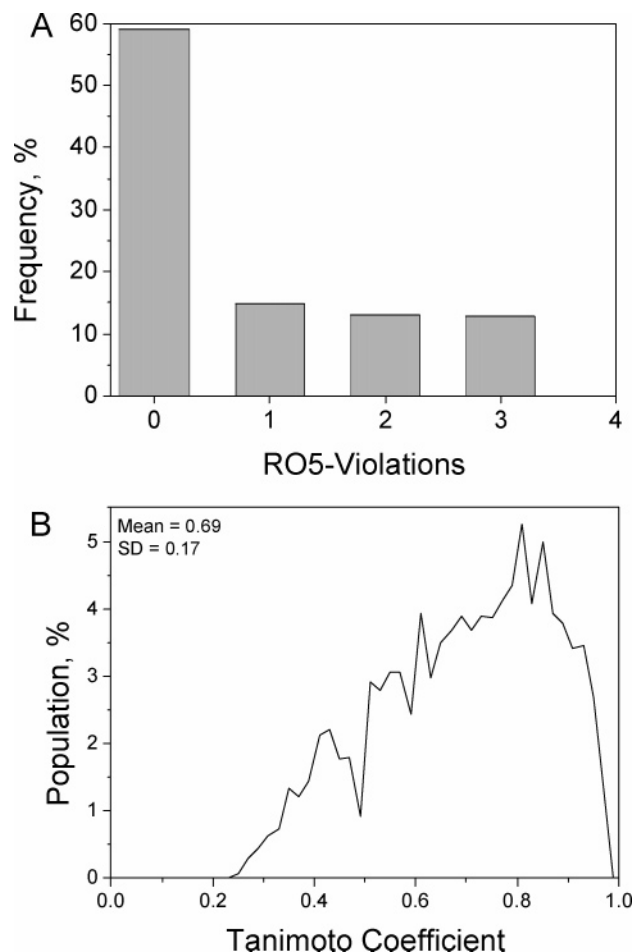 A
Frequency, %
60
50
40
30
20
10
0
0 1 2 3 4
RO5-Violations
B
Mean = 0.69
SD = 0.17
Population, %
5
4
3
2
1
0
0.0 0.2 0.4 0.6 0.8 1.0
Tanimoto Coefficient